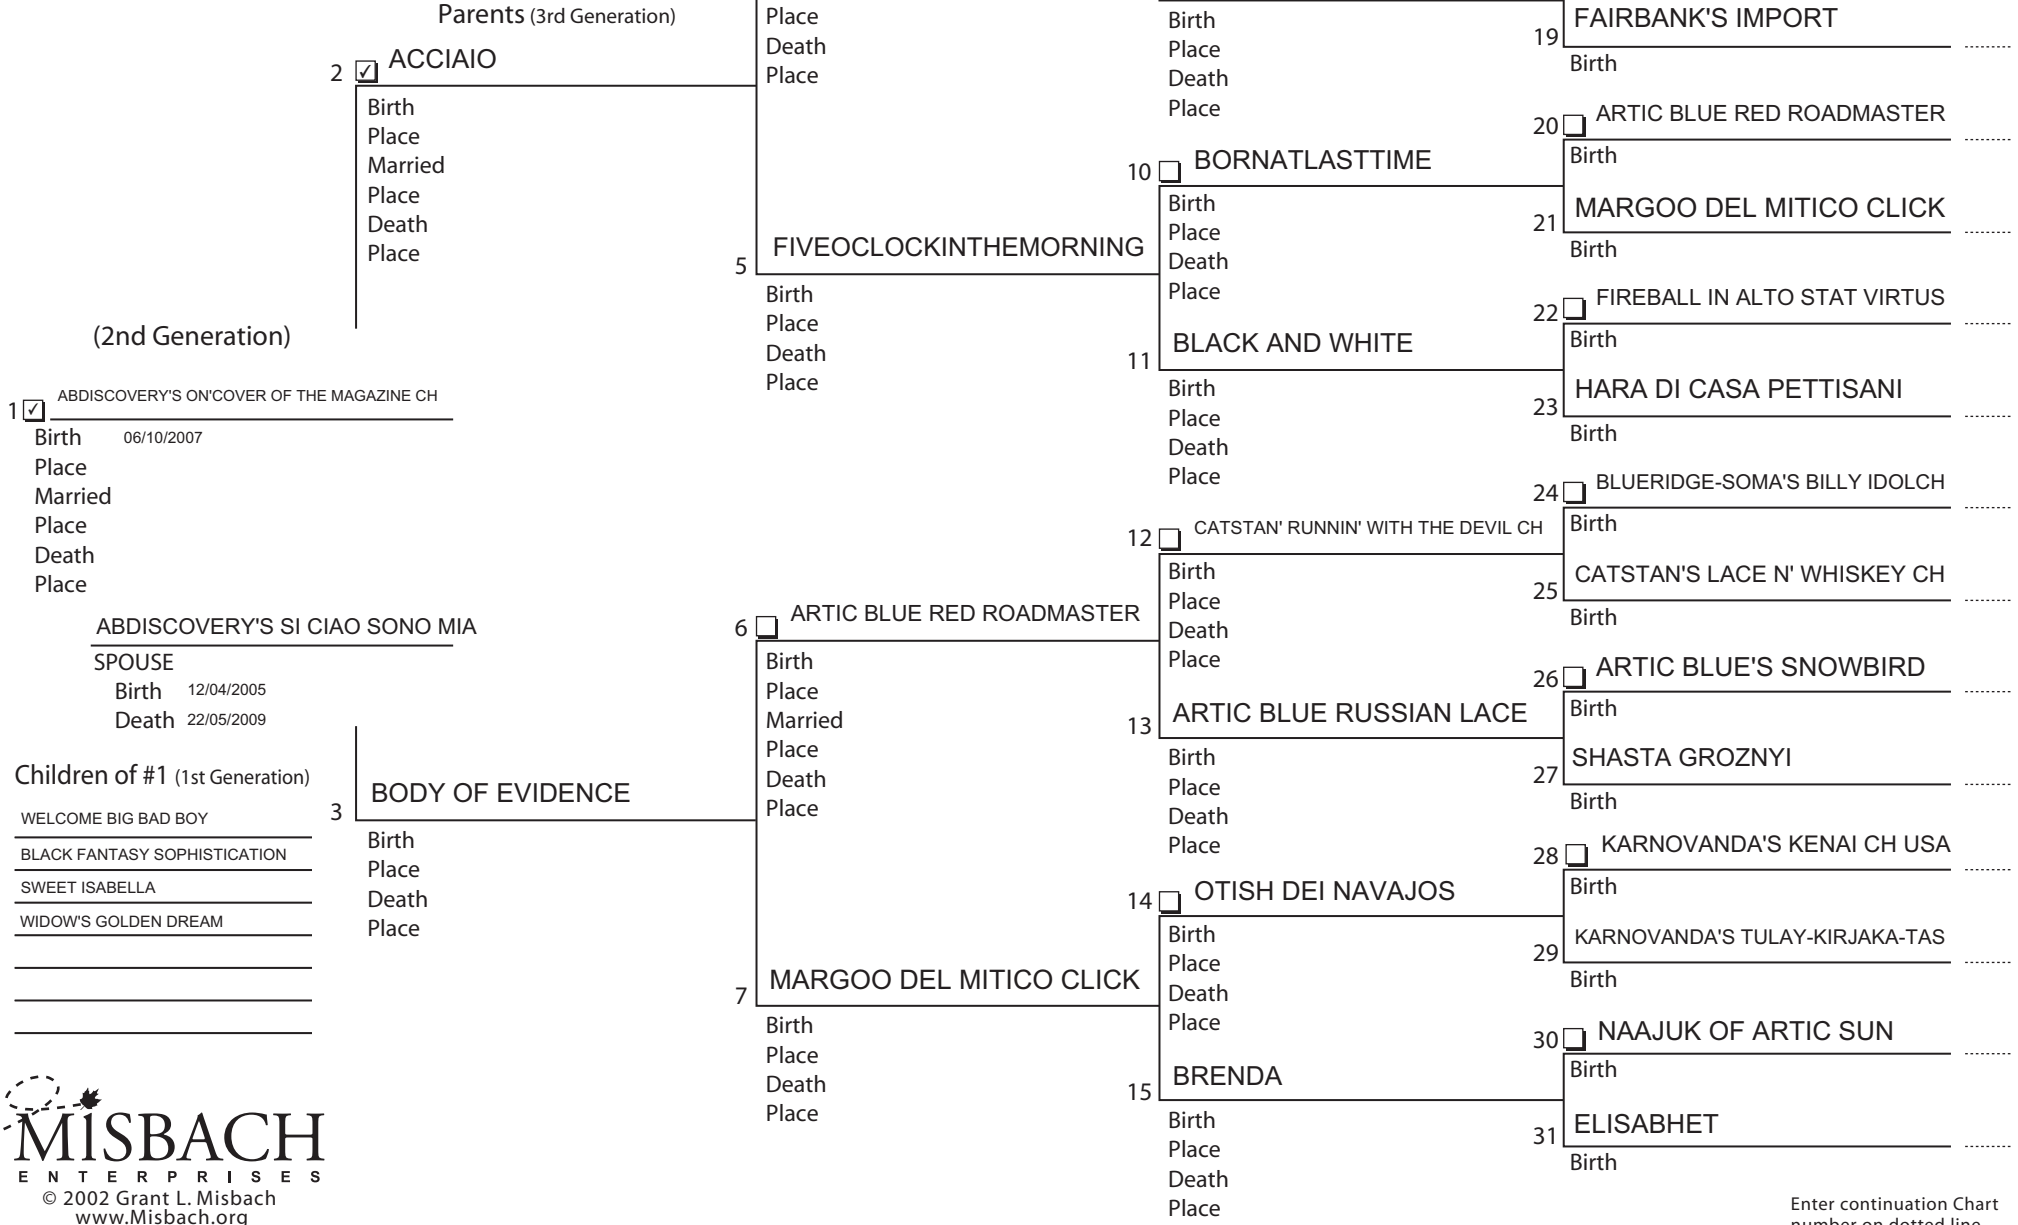 Parents (3rd Generation)
2 ✓ ACCIAIO
Birth
Place
Married
Place
Death
Place
(2nd Generation)
1 ✓ ABDISCOVERY'S ON'COVER OF THE MAGAZINE CH
Birth 06/10/2007
Place
Married
Place
Death
Place
ABDISCOVERY'S SI CIAO SONO MIA
SPOUSE
Birth 12/04/2005
Death 22/05/2009
Children of #1 (1st Generation)
WELCOME BIG BAD BOY
BLACK FANTASY SOPHISTICATION
SWEET ISABELLA
WIDOW'S GOLDEN DREAM
3 BODY OF EVIDENCE
Birth
Place
Death
Place
MISBACH
ENTERPRISES
© 2002 Grant L. Misbach
www.Misbach.org
Place
Death
Place
5 FIVEOCLOCKINTHEMORNING
Birth
Place
Death
Place
6 ARTIC BLUE RED ROADMASTER
Birth
Place
Married
Place
Death
Place
7 MARGOO DEL MITICO CLICK
Birth
Place
Death
Place
Birth
Place
Death
Place
10 BORNATLASTTIME
Birth
Place
Death
Place
11 BLACK AND WHITE
Birth
Place
Death
Place
12 CATSTAN' RUNNIN' WITH THE DEVIL CH
Birth
Place
Death
Place
13 ARTIC BLUE RUSSIAN LACE
Birth
Place
Death
Place
14 OTISH DEI NAVAJOS
Birth
Place
Death
Place
15 BRENDA
Birth
Place
Death
Place
19 FAIRBANK'S IMPORT
Birth
20 ARTIC BLUE RED ROADMASTER
Birth
21 MARGOO DEL MITICO CLICK
Birth
22 FIREBALL IN ALTO STAT VIRTUS
Birth
23 HARA DI CASA PETTISANI
Birth
24 BLUERIDGE-SOMA'S BILLY IDOLCH
Birth
25 CATSTAN'S LACE N' WHISKEY CH
Birth
26 ARTIC BLUE'S SNOWBIRD
Birth
27 SHASTA GROZNYI
Birth
28 KARNOVANDA'S KENAI CH USA
Birth
29 KARNOVANDA'S TULAY-KIRJAKA-TAS
Birth
30 NAAJUK OF ARTIC SUN
Birth
31 ELISABHET
Birth
Enter continuation Chart
number on dotted line